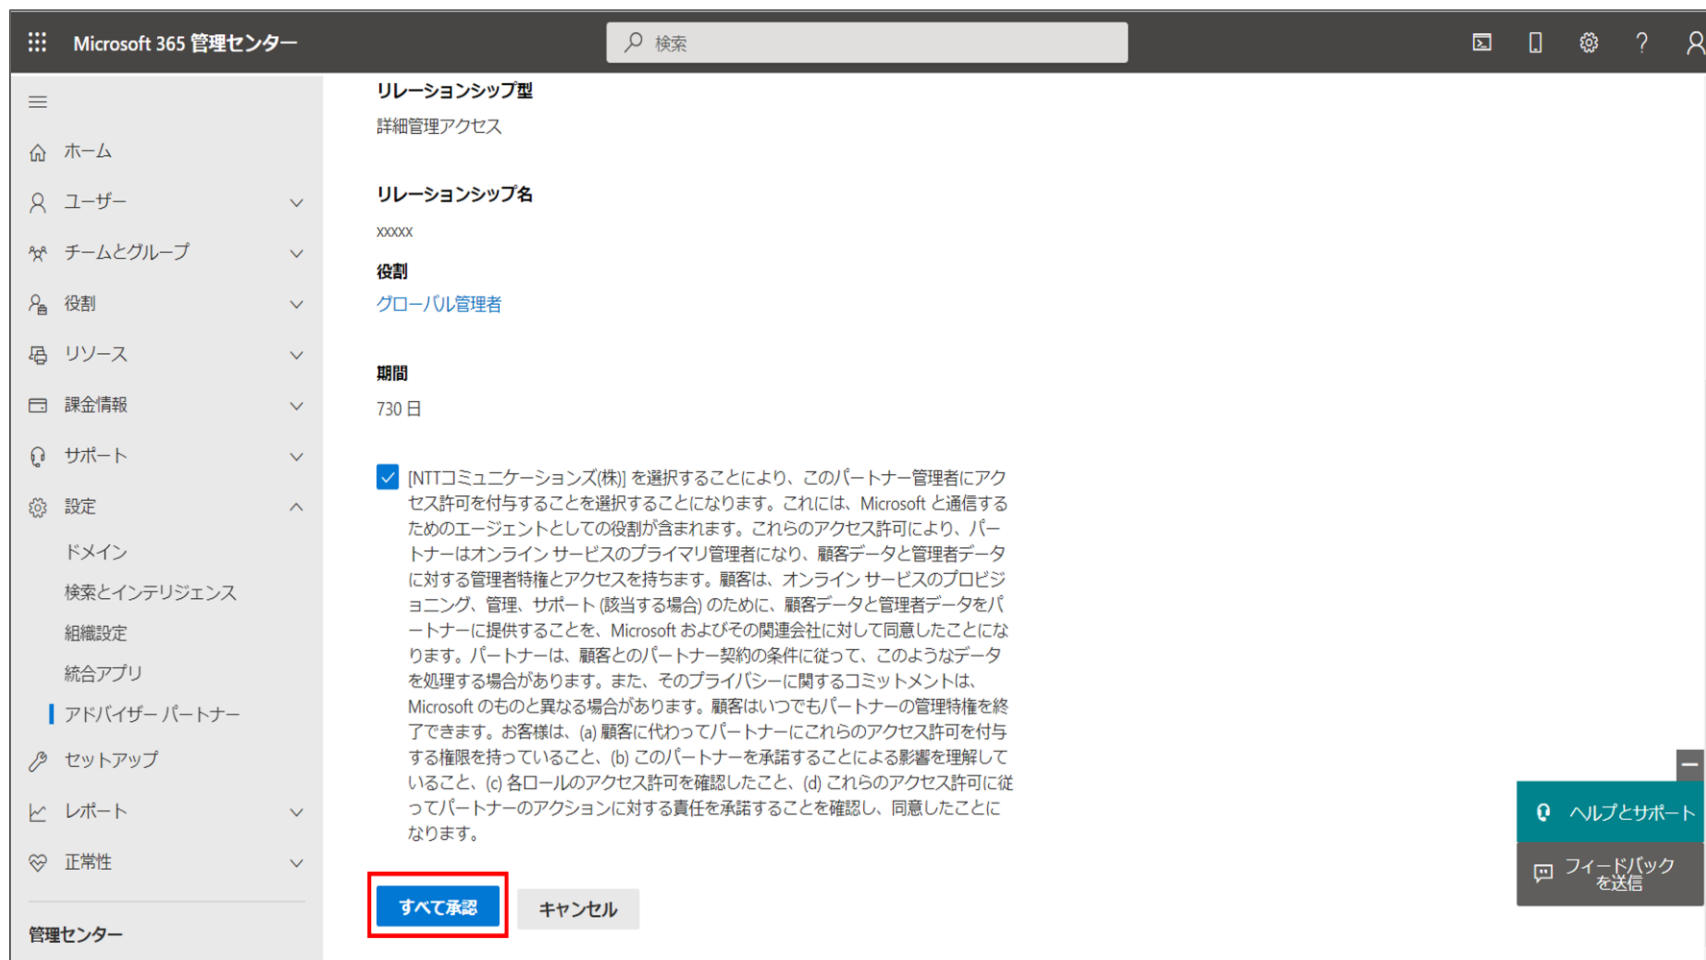 Microsoft 365 管理センター
検索
ホーム
ユーザー
チームとグループ
役割
リソース
課金情報
サポート
設定
ドメイン
検索とインテリジェンス
組織設定
統合アプリ
アドバイザー パートナー
セットアップ
レポート
正常性
管理センター
リレーションシップ型
詳細管理アクセス
リレーションシップ名
xxxxx
役割
グローバル管理者
期間
730 日
[NTTコミュニケーションズ(株)] を選択することにより、このパートナー管理者にアク
セス許可を付与することを選択することになります。これには、Microsoft と通信する
ためのエージェントとしての役割が含まれます。これらのアクセス許可により、パー
トナーはオンライン サービスのプライマリ管理者になり、顧客データと管理者データ
に対する管理者特権とアクセスを持ちます。顧客は、オンライン サービスのプロビジ
ョニング、管理、サポート (該当する場合) のために、顧客データと管理者データをパ
ートナーに提供することを、Microsoft およびその関連会社に対して同意したことにな
ります。パートナーは、顧客とのパートナー契約の条件に従って、このようなデータ
を処理する場合があります。また、そのプライバシーに関するコミットメントは、
Microsoft のものと異なる場合があります。顧客はいつでもパートナーの管理特権を終
了できます。お客様は、(a) 顧客に代わってパートナーにこれらのアクセス許可を付与
する権限を持っていること、(b) このパートナーを承諾することによる影響を理解して
いること、(c) 各ロールのアクセス許可を確認したこと、(d) これらのアクセス許可に従
ってパートナーのアクションに対する責任を承諾することを確認し、同意したことに
なります。
すべて承認
キャンセル
ヘルプとサポート
フィードバック
を送信